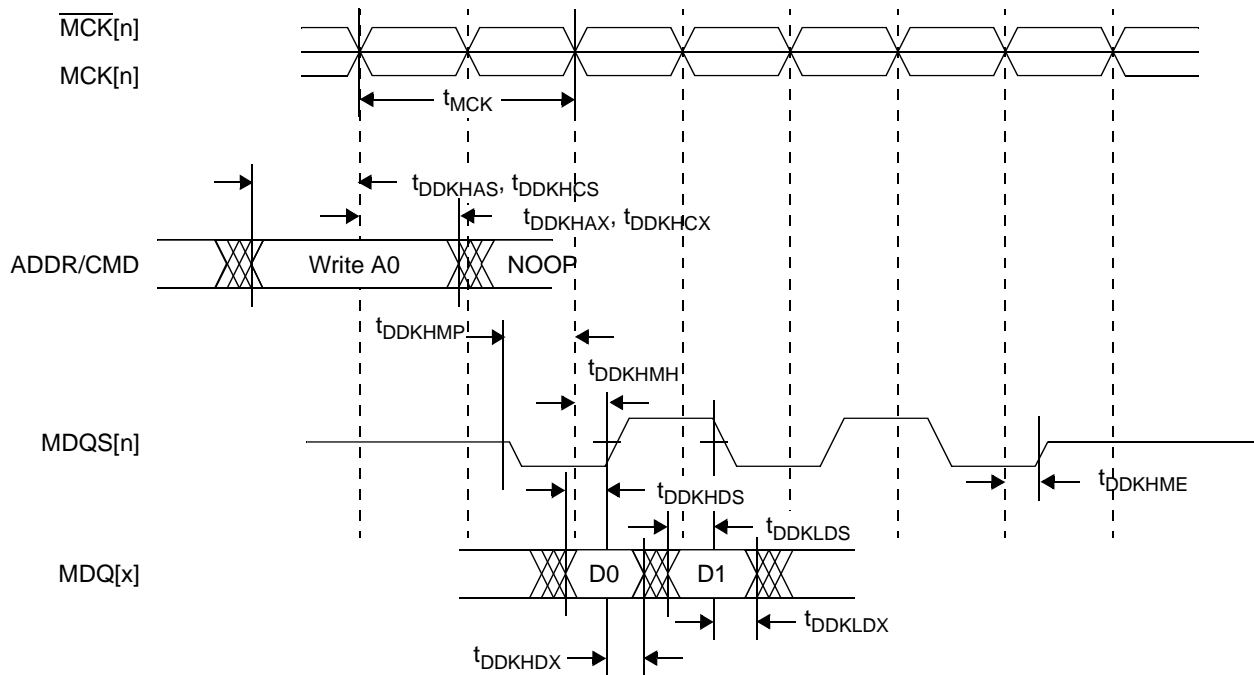 MCK[n]
MCK[n]
tMCK
tDDKHAS, tDDKHCS
tDDKHAX, tDDKHCX
ADDR/CMD
Write A0
NOOP
tDDKHMP
tDDKHMH
MDQS[n]
tDDKHME
tDDKHDS
tDDKLDS
MDQ[x]
D0
D1
tDDKLDX
tDDKHDX